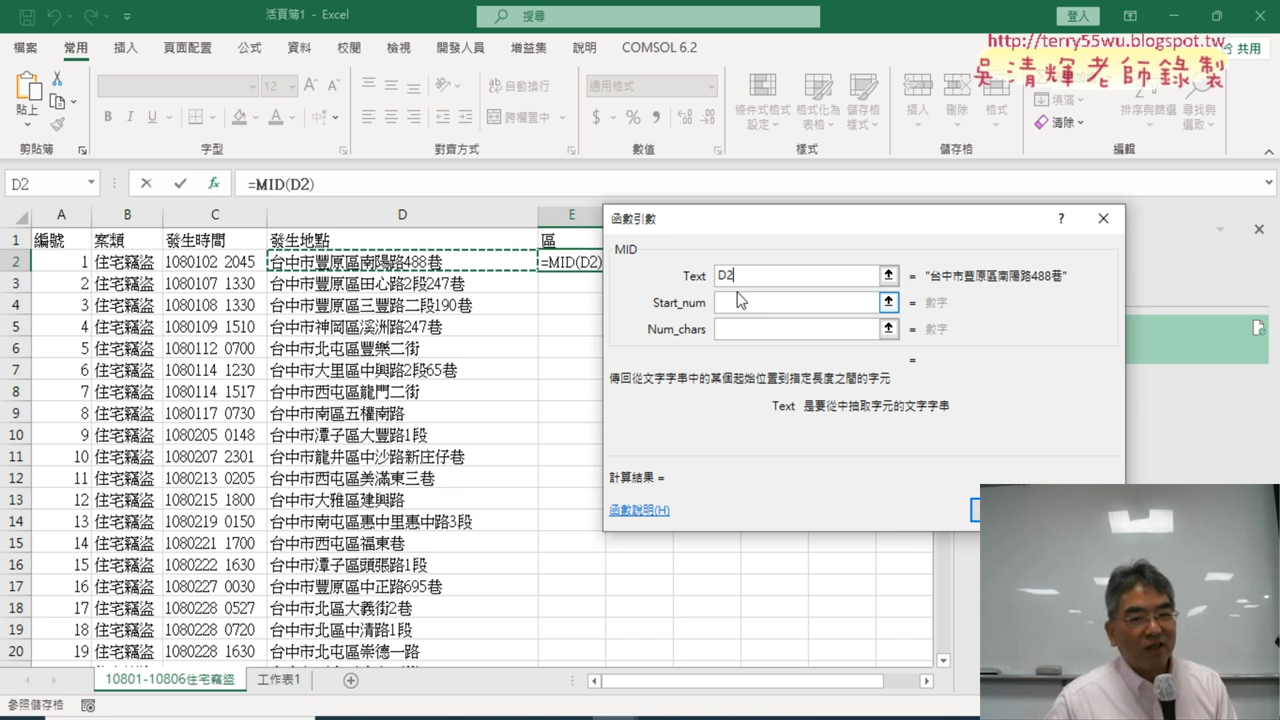 活頁簿1 - Excel
搜尋
登入
檔案 常用 插入 頁面配置 公式 資料 校閱 檢視 開發人員 增益集 說明 COMSOL 6.2 共用
http://terry55wu.blogspot.tw
吳清輝老師錄製
貼上
12
自動換行
跨欄置中
通用格式
條件式格式設定
格式化為表格
儲存格樣式
插入 刪除 格式
填滿
清除
排序與篩選
尋找與選取
剪貼簿 字型 對齊方式 數值 樣式 儲存格 編輯
D2
=MID(D2)
A B C D E
1 編號 案類 發生時間 發生地點 區
2 1 住宅竊盜 1080102 2045 台中市豐原區南陽路488巷 =MID(D2)
3 2 住宅竊盜 1080107 1330 台中市豐原區田心路2段247巷
4 3 住宅竊盜 1080108 1330 台中市豐原區三豐路二段190巷
5 4 住宅竊盜 1080109 1510 台中市神岡區溪洲路247巷
6 5 住宅竊盜 1080112 0700 台中市北屯區豐樂二街
7 6 住宅竊盜 1080114 1230 台中市大里區中興路2段65巷
8 7 住宅竊盜 1080114 1517 台中市西屯區龍門二街
9 8 住宅竊盜 1080117 0730 台中市南區五權南路
10 9 住宅竊盜 1080205 0148 台中市潭子區大豐路1段
11 10 住宅竊盜 1080207 2301 台中市龍井區中沙路新庄仔巷
12 11 住宅竊盜 1080213 0205 台中市西屯區美滿東三巷
13 12 住宅竊盜 1080215 1800 台中市大雅區建興路
14 13 住宅竊盜 1080219 0150 台中市南屯區惠中里惠中路3段
15 14 住宅竊盜 1080221 1700 台中市西屯區福東巷
16 15 住宅竊盜 1080222 1630 台中市潭子區頭張路1段
17 16 住宅竊盜 1080227 0030 台中市豐原區中正路695巷
18 17 住宅竊盜 1080228 0527 台中市北區大義街2巷
19 18 住宅竊盜 1080228 0720 台中市北區中清路1段
20 19 住宅竊盜 1080228 1630 台中市北屯區崇德一路
函數引數
MID
Text D2 = "台中市豐原區南陽路488巷"
Start_num = 數字
Num_chars = 數字
=
傳回從文字字串中的某個起始位置到指定長度之間的字元
Text 是要從中抽取字元的文字字串
計算結果 =
函數說明(H)
10801-10806住宅竊盜 工作表1
參照儲存格